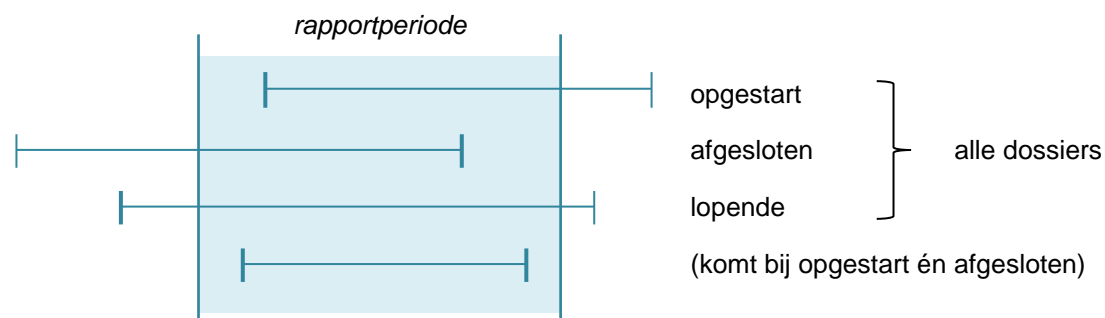 rapportperiode
opgestart
afgesloten
alle dossiers
lopende
(komt bij opgestart én afgesloten)